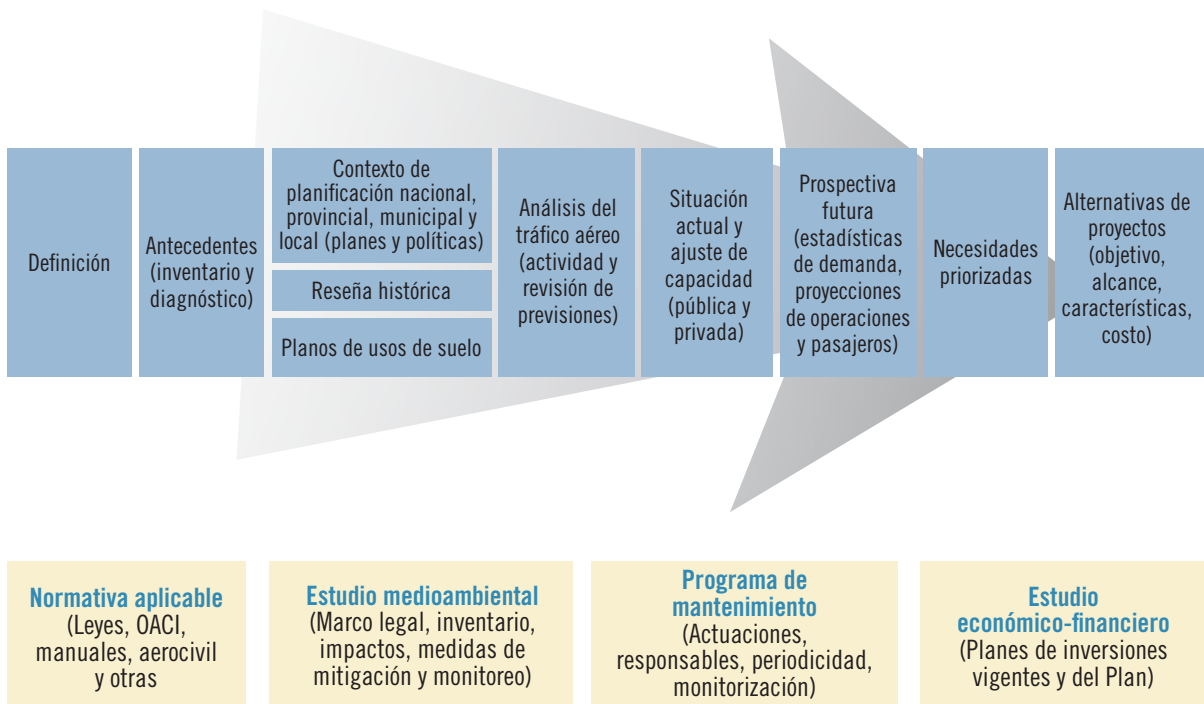 Definición
Antecedentes
(inventario y
diagnóstico)
Contexto de
planificación nacional,
provincial, municipal y
local (planes y políticas)
Reseña histórica
Planos de usos de suelo
Análisis del
tráfico aéreo
(actividad y
revisión de
previsiones)
Situación
actual y
ajuste de
capacidad
(pública y
privada)
Prospectiva
futura
(estadísticas
de demanda,
proyecciones
de operaciones
y pasajeros)
Necesidades
priorizadas
Alternativas de
proyectos
(objetivo,
alcance,
características,
costo)
Normativa aplicable
(Leyes, OACI,
manuales, aerocivil
y otras
Estudio medioambiental
(Marco legal, inventario,
impactos, medidas de
mitigación y monitoreo)
Programa de
mantenimiento
(Actuaciones,
responsables, periodicidad,
monitorización)
Estudio
económico-financiero
(Planes de inversiones
vigentes y del Plan)